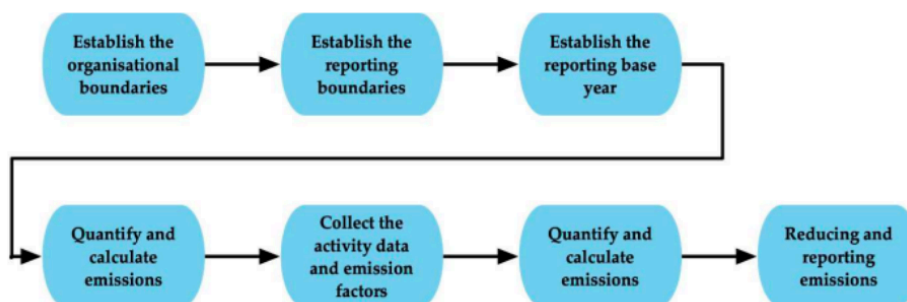 Establish the
organisational
boundaries
Establish the
reporting
boundaries
Establish the
reporting base
year
Quantify and
calculate
emissions
Collect the
activity data
and emission
factors
Quantify and
calculate
emissions
Reducing and
reporting
emissions